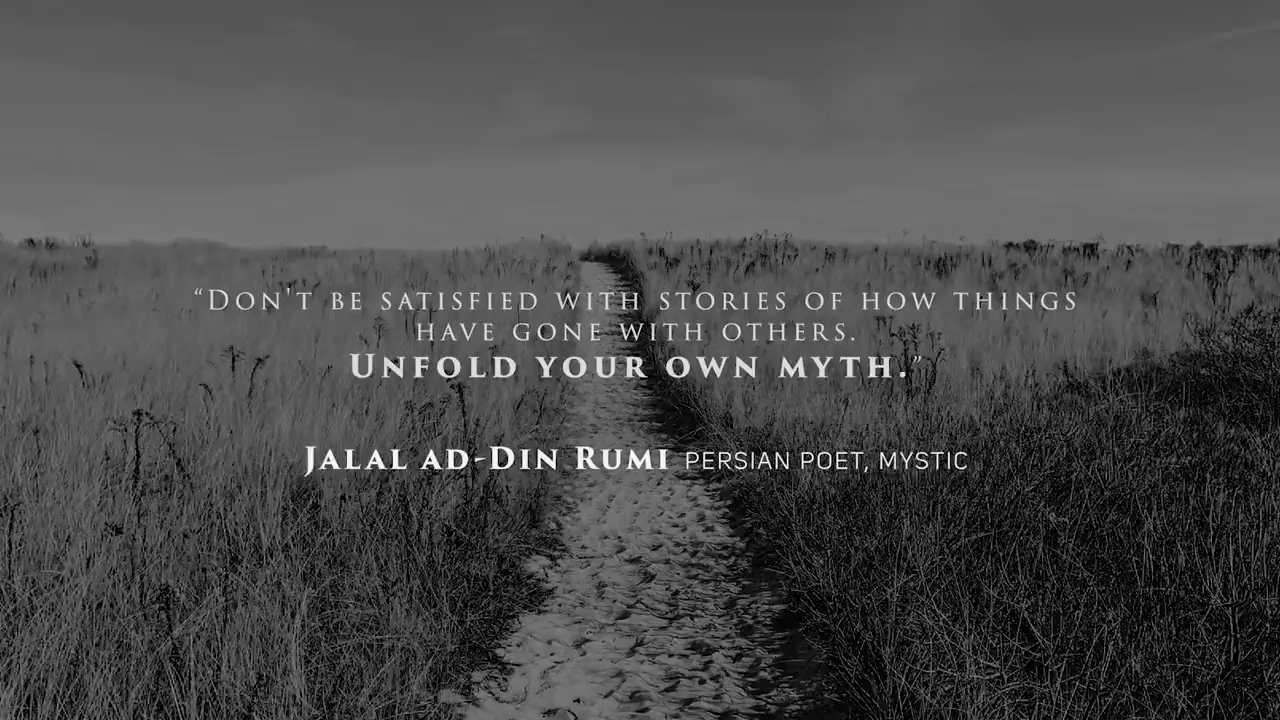 “Don't be satisfied with stories of how things
have gone with others.
Unfold your own myth.”
Jalal ad-Din Rumi PERSIAN POET, MYSTIC